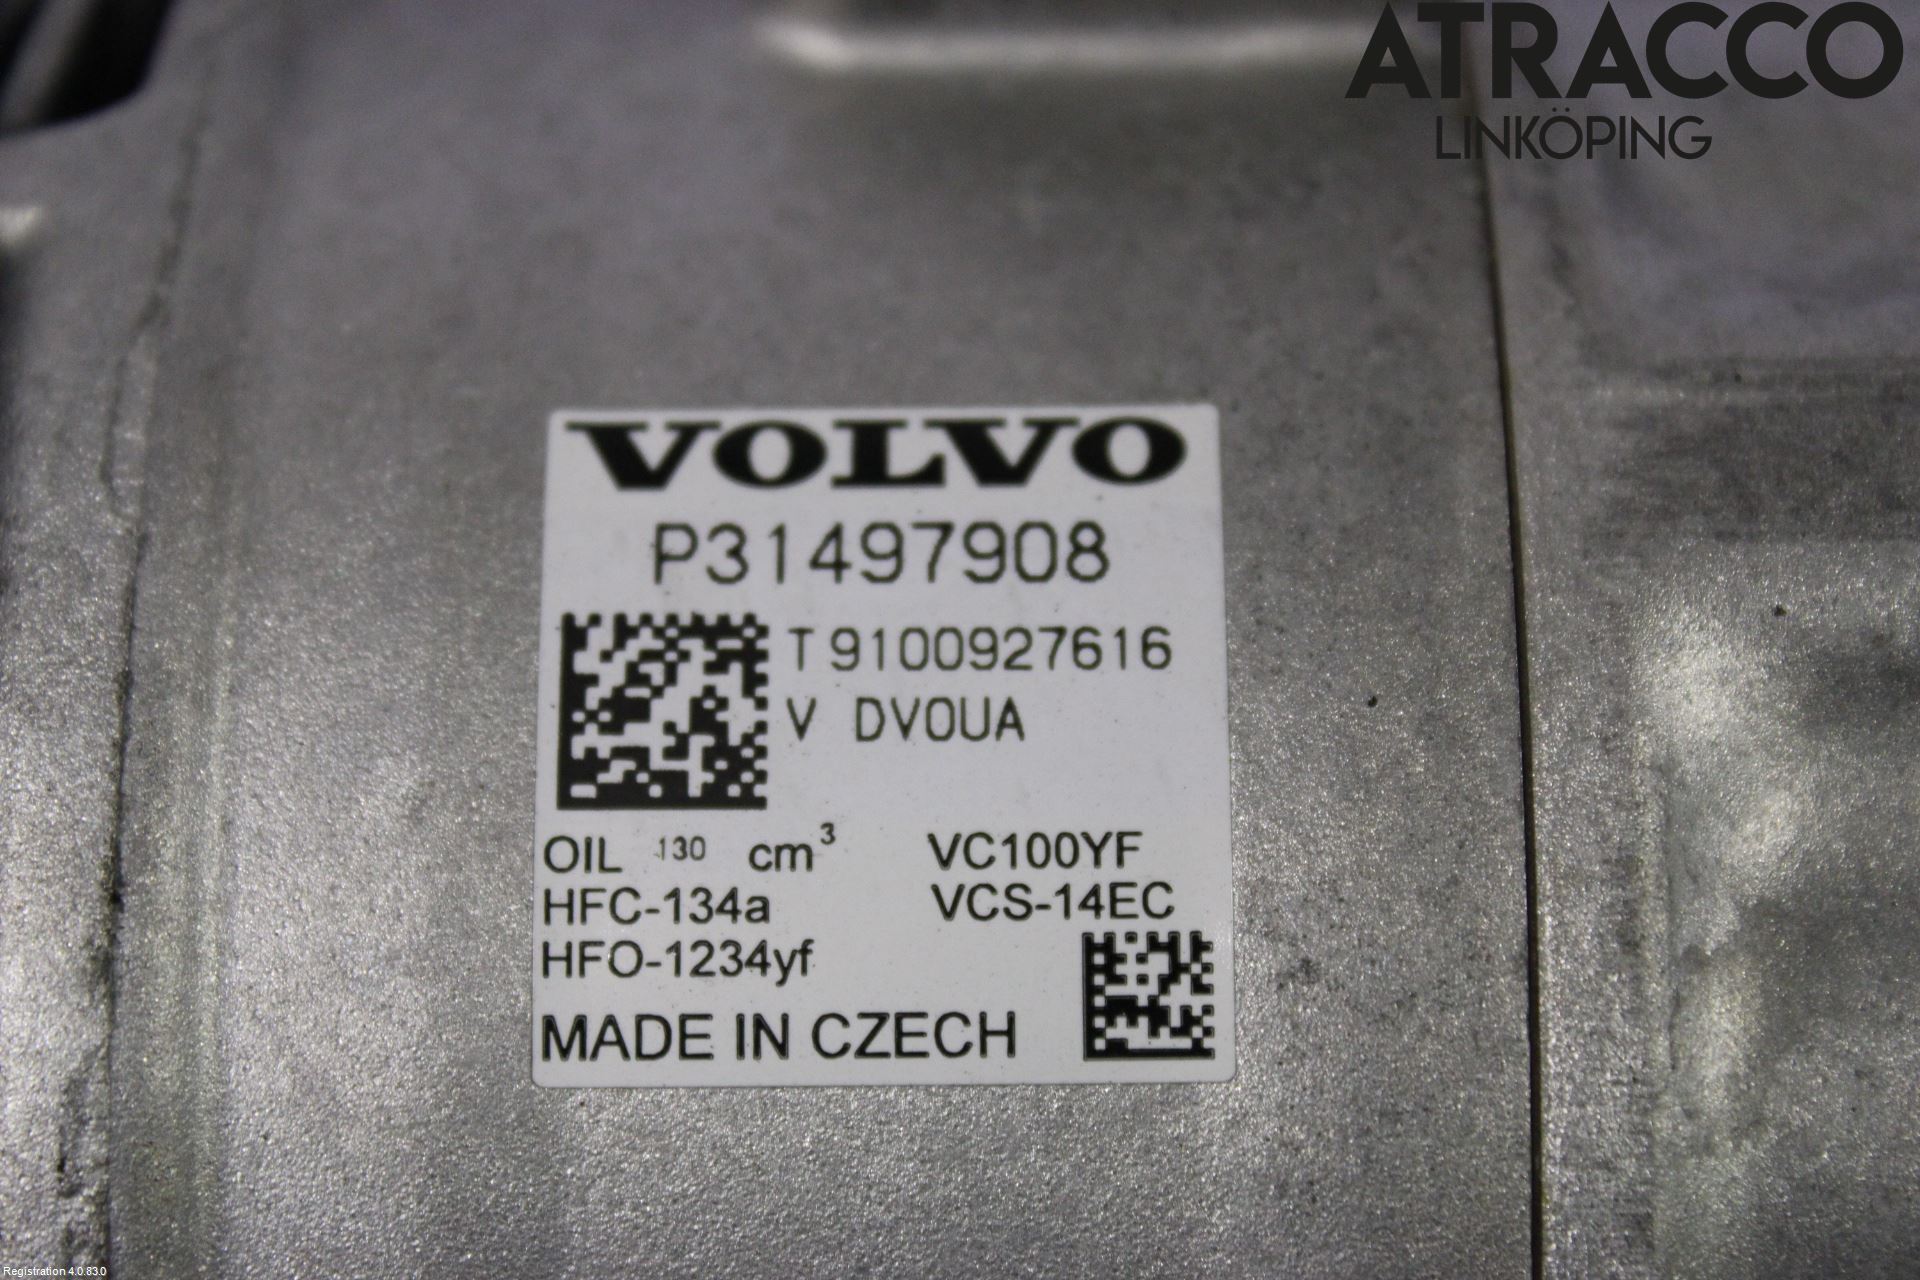 ATRACCO
LINKÖPING
VOLVO
P31497908
T 9100927616
V DVOUA
OIL 130 cm³
VC100YF
HFC-134a
VCS-14EC
HFO-1234yf
MADE IN CZECH
Registration 4.0.83.0